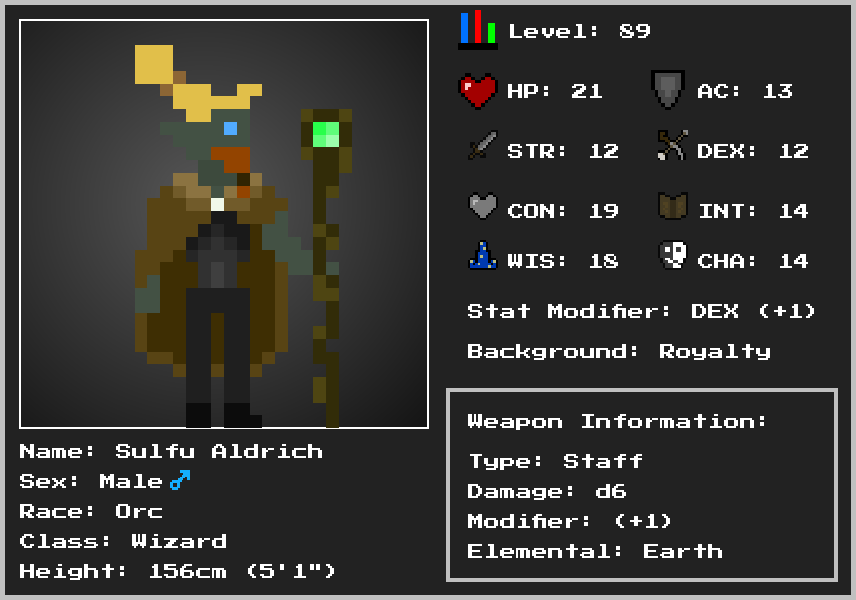 Level: 89
HP: 21
AC: 13
STR: 12
DEX: 12
CON: 19
INT: 14
WIS: 18
CHA: 14
Stat Modifier: DEX (+1)
Background: Royalty
Weapon Information:
Type: Staff
Damage: d6
Modifier: (+1)
Elemental: Earth
Name: Sulfu Aldrich
Sex: Male♂
Race: Orc
Class: Wizard
Height: 156cm (5'1")